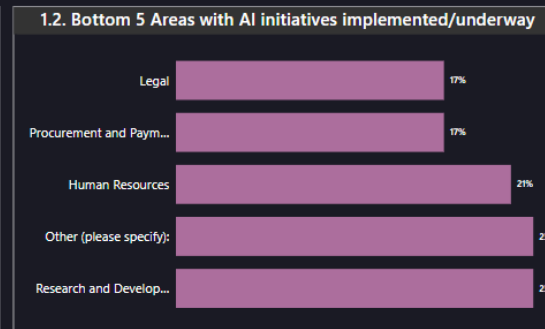 1.2. Bottom 5 Areas with AI initiatives implemented/underway
Legal 17%
Procurement and Paym... 17%
Human Resources 21%
Other (please specify):
Research and Develop...